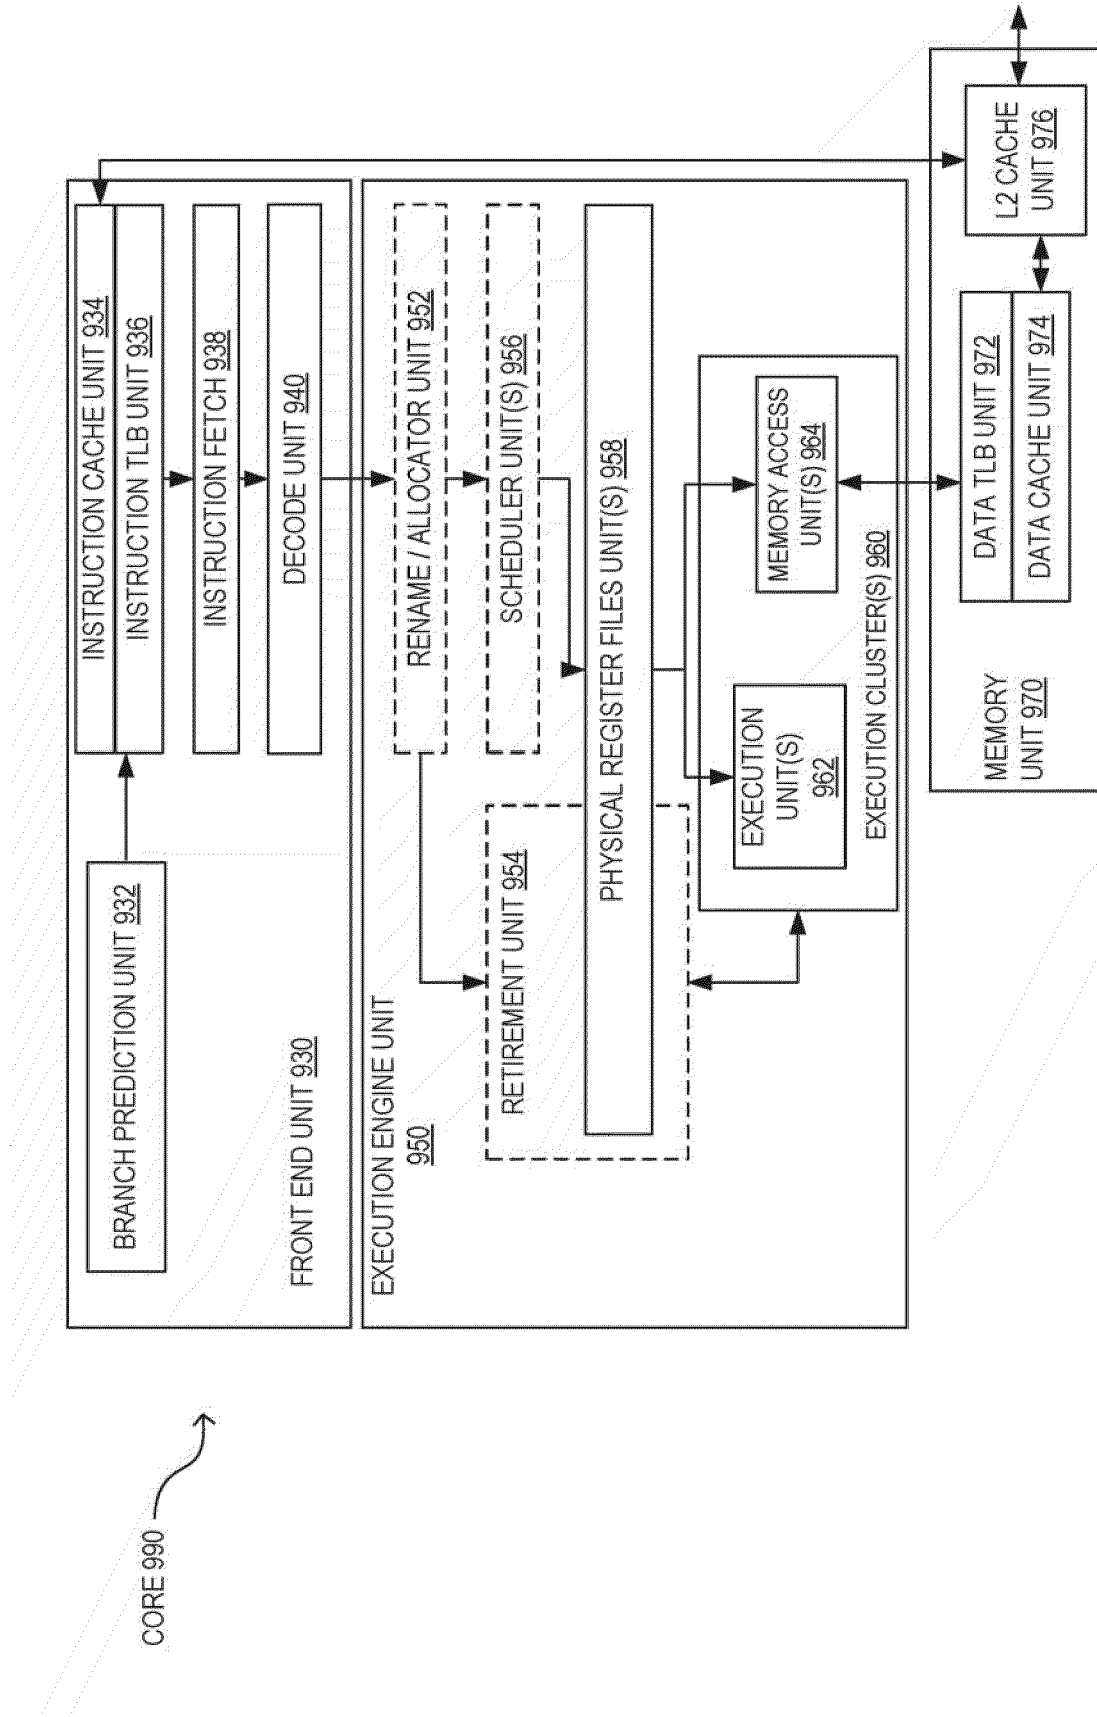 CORE 990
BRANCH PREDICTION UNIT 932
INSTRUCTION CACHE UNIT 934
INSTRUCTION TLB UNIT 936
INSTRUCTION FETCH 938
DECODE UNIT 940
FRONT END UNIT 930
EXECUTION ENGINE UNIT
950
RENAME / ALLOCATOR UNIT 952
RETIREMENT UNIT 954
SCHEDULER UNIT(S) 956
PHYSICAL REGISTER FILES UNIT(S) 958
EXECUTION
UNIT(S)
962
MEMORY ACCESS
UNIT(S) 964
EXECUTION CLUSTER(S) 960
MEMORY
UNIT 970
DATA TLB UNIT 972
DATA CACHE UNIT 974
L2 CACHE
UNIT 976